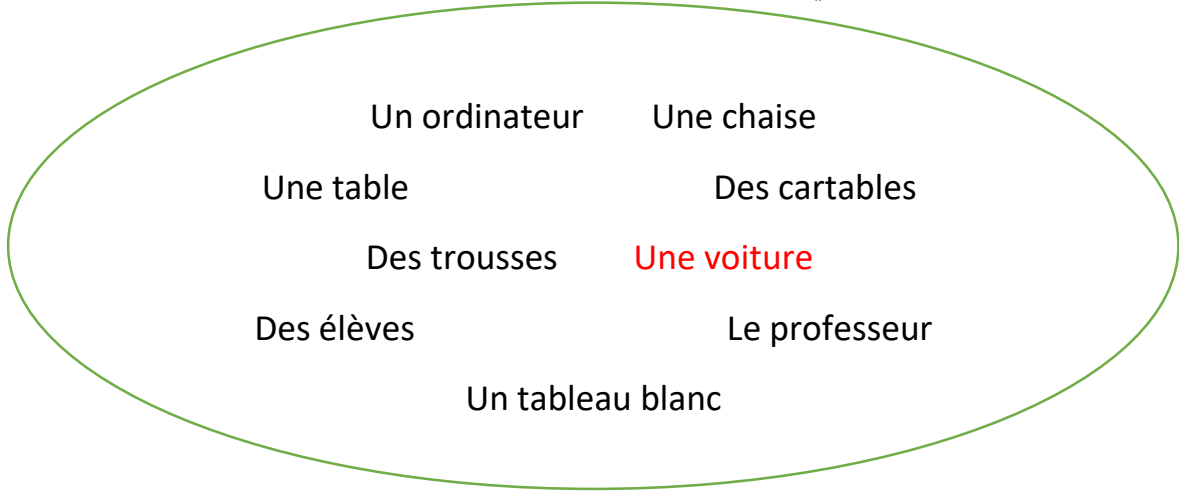 Un ordinateur Une chaise
Une table Des cartables
Des trousses Une voiture
Des élèves Le professeur
Un tableau blanc